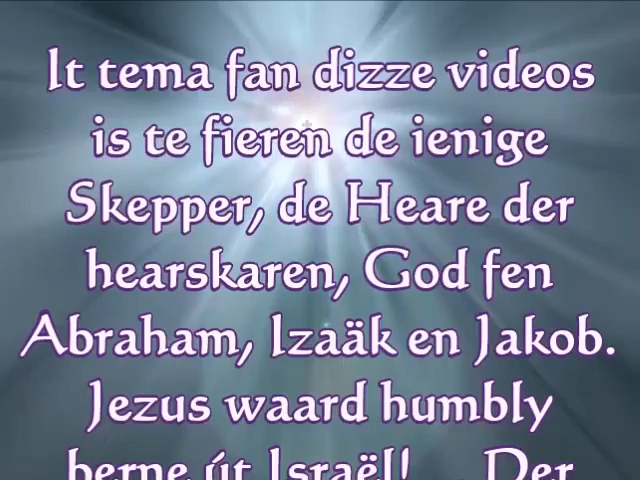 It tema fan dizze videos
is te fieren de ienige
Skepper, de Heare der
hearskaren, God fen
Abraham, Izaäk en Jakob.
Jezus waard humbly
berne út Israël! ... Der